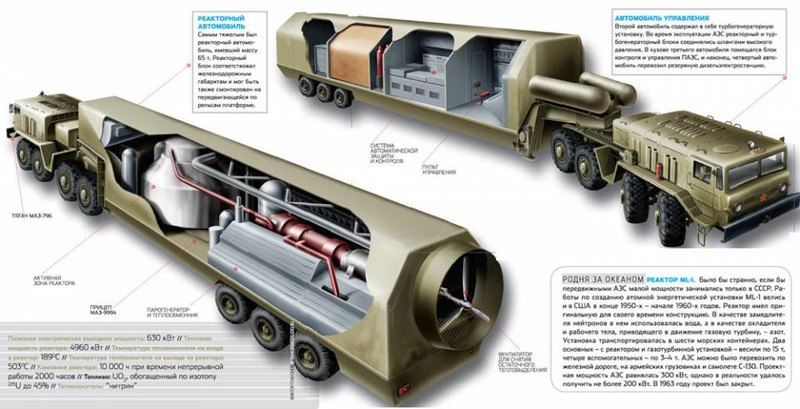 РЕАКТОРНЫЙ
АВТОМОБИЛЬ
Самым тяжелым был
реакторный автомо-
биль, имевший массу
65 т. Реакторный
блок соответствовал
железнодорожным
габаритам и мог быть
также смонтирован на
передвигающейся по
рельсам платформе.
АВТОМОБИЛЬ УПРАВЛЕНИЯ
Второй автомобиль содержал в себе турбогенераторную
установку. Во время эксплуатации АЭС реакторный и тур-
богенераторный блоки соединялись шлангами высокого
давления. В кузове третьего автомобиля помещался блок
контроля и управления ПАЭС, и наконец, четвертый авто-
мобиль перевозил резервную дизельэлектростанцию.
СИСТЕМА
АВТОМАТИЧЕСКОЙ
ЗАЩИТЫ
И КОНТРОЛЯ
ПУЛЬТ
УПРАВЛЕНИЯ
ТЯГАЧ МАЗ-796
АКТИВНАЯ
ЗОНА РЕАКТОРА
ПРИЦЕП
МАЗ-9994
ПАРОГЕНЕРАТОР
И ТЕПЛООБМЕННИК
ВЕНТИЛЯТОР
ДЛЯ СНЯТИЯ
ОСТАТОЧНОГО
ТЕПЛОВЫДЕЛЕНИЯ
Полезная электрическая выходная мощность: 630 кВт // Тепловая
мощность реактора: 4960 кВт // Температура теплоносителя на входе
в реактор: 189°С // Температура теплоносителя на выходе из реактора:
503°С // Кампания реактора: 10 000 ч при времени непрерывной
работы 2000 часов // Топливо: UO₂, обогащенный по изотопу
²³⁵U до 45% // Теплоноситель: "нитрин"
РОДНЯ ЗА ОКЕАНОМ РЕАКТОР ML-1. Было бы странно, если бы
передвижными АЭС малой мощности занимались только в СССР. Ра-
боты по созданию атомной энергетической установки ML-1 велись
и в США в конце 1950-х – начале 1960-х годов. Реактор имел ори-
гинальную для своего времени конструкцию. В качестве замедли-
теля нейтронов в нем использовалась вода, а в качестве охладителя
и рабочего тела, приводящего в движение газовую турбину, – азот.
Установка транспортировалась в шести морских контейнерах. Два
основных – с реактором и газотурбинной установкой – весили по 15 т,
четыре вспомогательных – по 3–4 т. АЭС можно было перевозить по
железной дороге, на армейских грузовиках и самолете C-130. Проект-
ная мощность АЭС равнялась 300 кВт, однако в реальности удалось
получить не более 200 кВт. В 1963 году проект был закрыт.